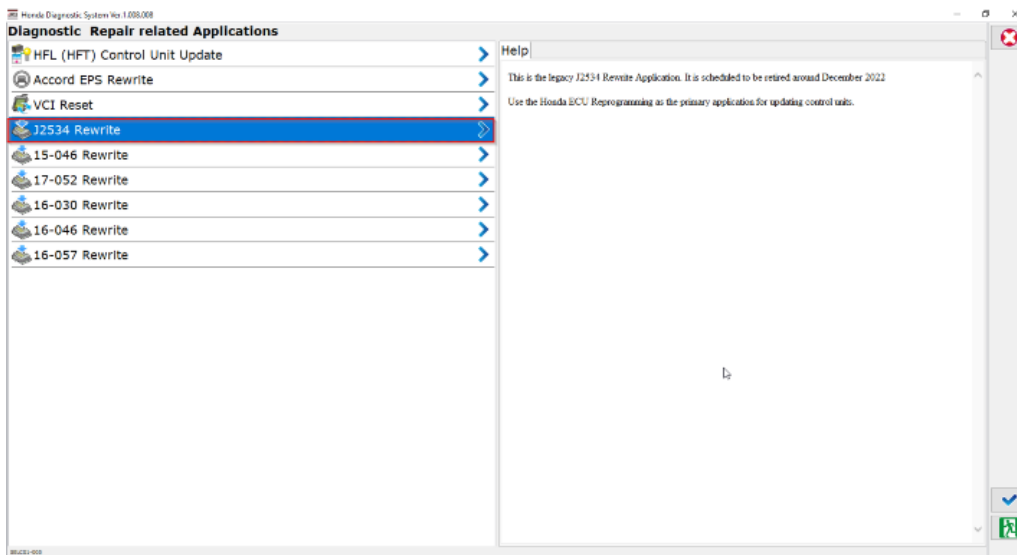 Honda Diagnostic System Ver.1.008.008
Diagnostic Repair related Applications
HFL (HFT) Control Unit Update
Accord EPS Rewrite
VCI Reset
J2534 Rewrite
15-046 Rewrite
17-052 Rewrite
16-030 Rewrite
16-046 Rewrite
16-057 Rewrite
Help
This is the legacy J2534 Rewrite Application. It is scheduled to be retired around December 2022
Use the Honda ECU Reprogramming as the primary application for updating control units.